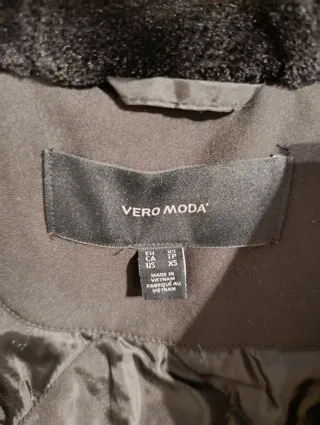 VERO MODA®
EU XS
CA TP
US XS
MADE IN
VIETNAM
FABRIQUÉ AU
VIETNAM